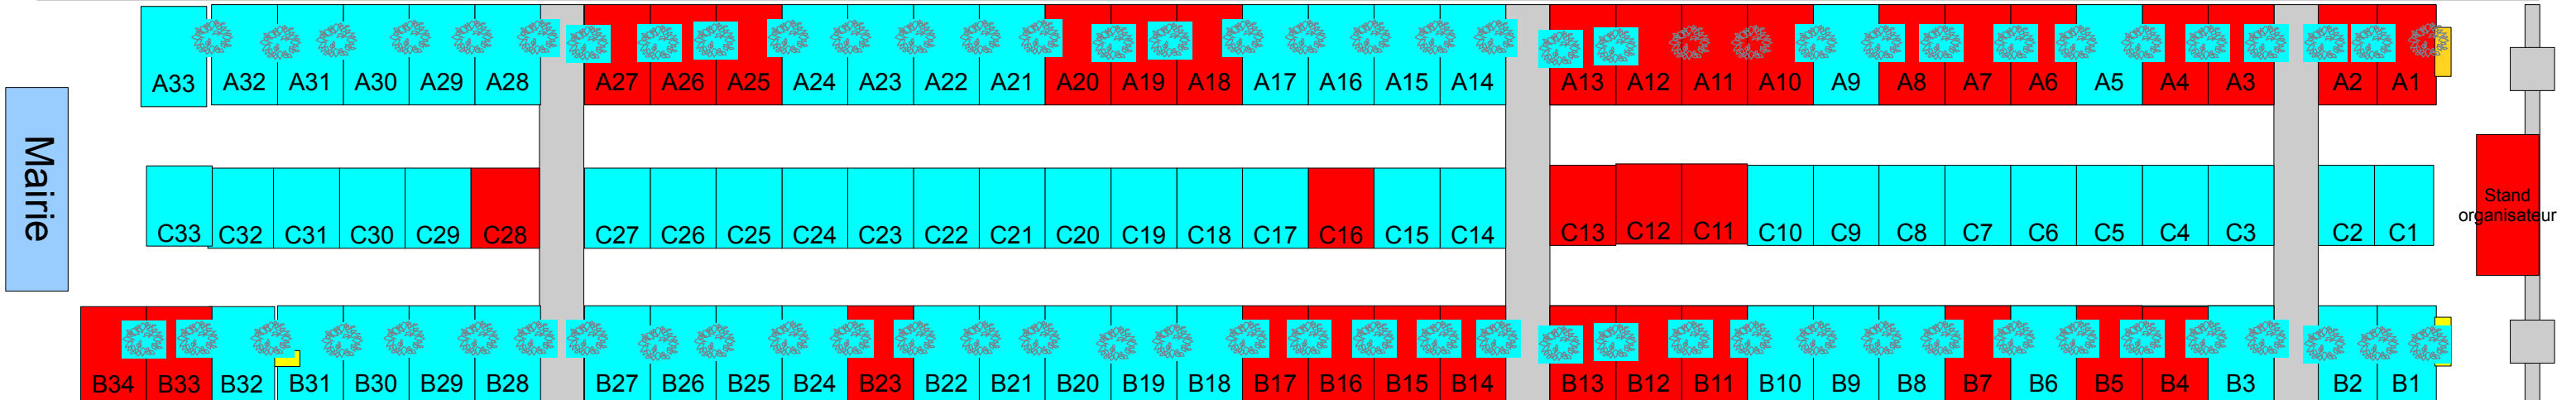 A33 A32 A31 A30 A29 A28 A27 A26 A25 A24 A23 A22 A21 A20 A19 A18 A17 A16 A15 A14 A13 A12 A11 A10 A9 A8 A7 A6 A5 A4 A3 A2 A1
Mairie
Stand
organisateur
C33 C32 C31 C30 C29 C28 C27 C26 C25 C24 C23 C22 C21 C20 C19 C18 C17 C16 C15 C14 C13 C12 C11 C10 C9 C8 C7 C6 C5 C4 C3 C2 C1
B34 B33 B32 B31 B30 B29 B28 B27 B26 B25 B24 B23 B22 B21 B20 B19 B18 B17 B16 B15 B14 B13 B12 B11 B10 B9 B8 B7 B6 B5 B4 B3 B2 B1